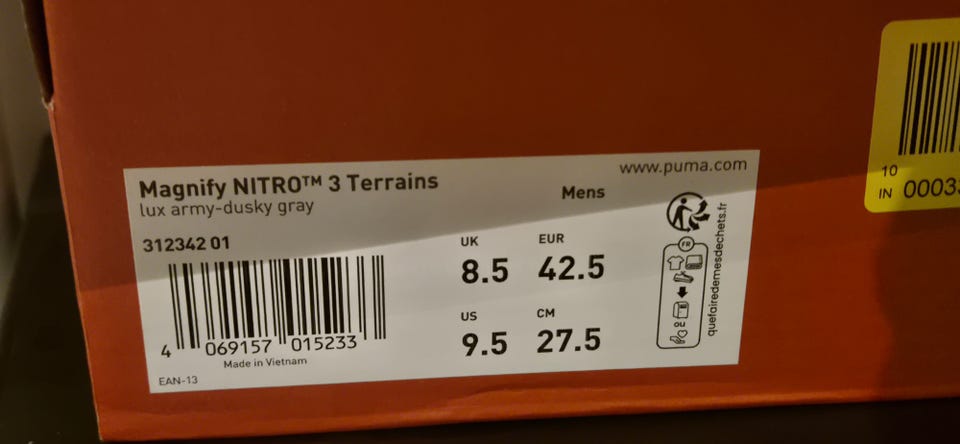 www.puma.com
Magnify NITRO™ 3 Terrains
lux army-dusky gray
Mens
312342 01
UK EUR
8.5 42.5
US CM
9.5 27.5
4 069157 015233
Made in Vietnam
EAN-13
FR
OU
quefairedemesdechets.fr
10
IN